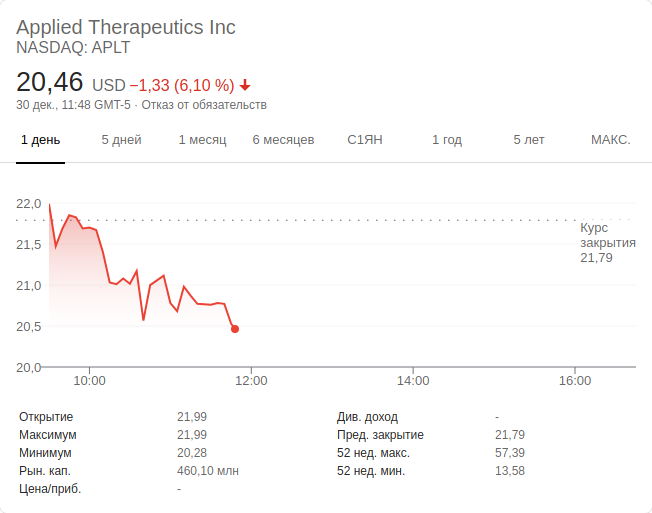 Applied Therapeutics Inc
NASDAQ: APLT
20,46 USD −1,33 (6,10 %)
30 дек., 11:48 GMT-5 · Отказ от обязательств
1 день 5 дней 1 месяц 6 месяцев С1ЯН 1 год 5 лет МАКС.
22,0
Курс
закрытия
21,79
21,5
21,0
20,5
20,0
10:00 12:00 14:00 16:00
Открытие 21,99 Див. доход -
Максимум 21,99 Пред. закрытие 21,79
Минимум 20,28 52 нед. макс. 57,39
Рын. кап. 460,10 млн 52 нед. мин. 13,58
Цена/приб. -